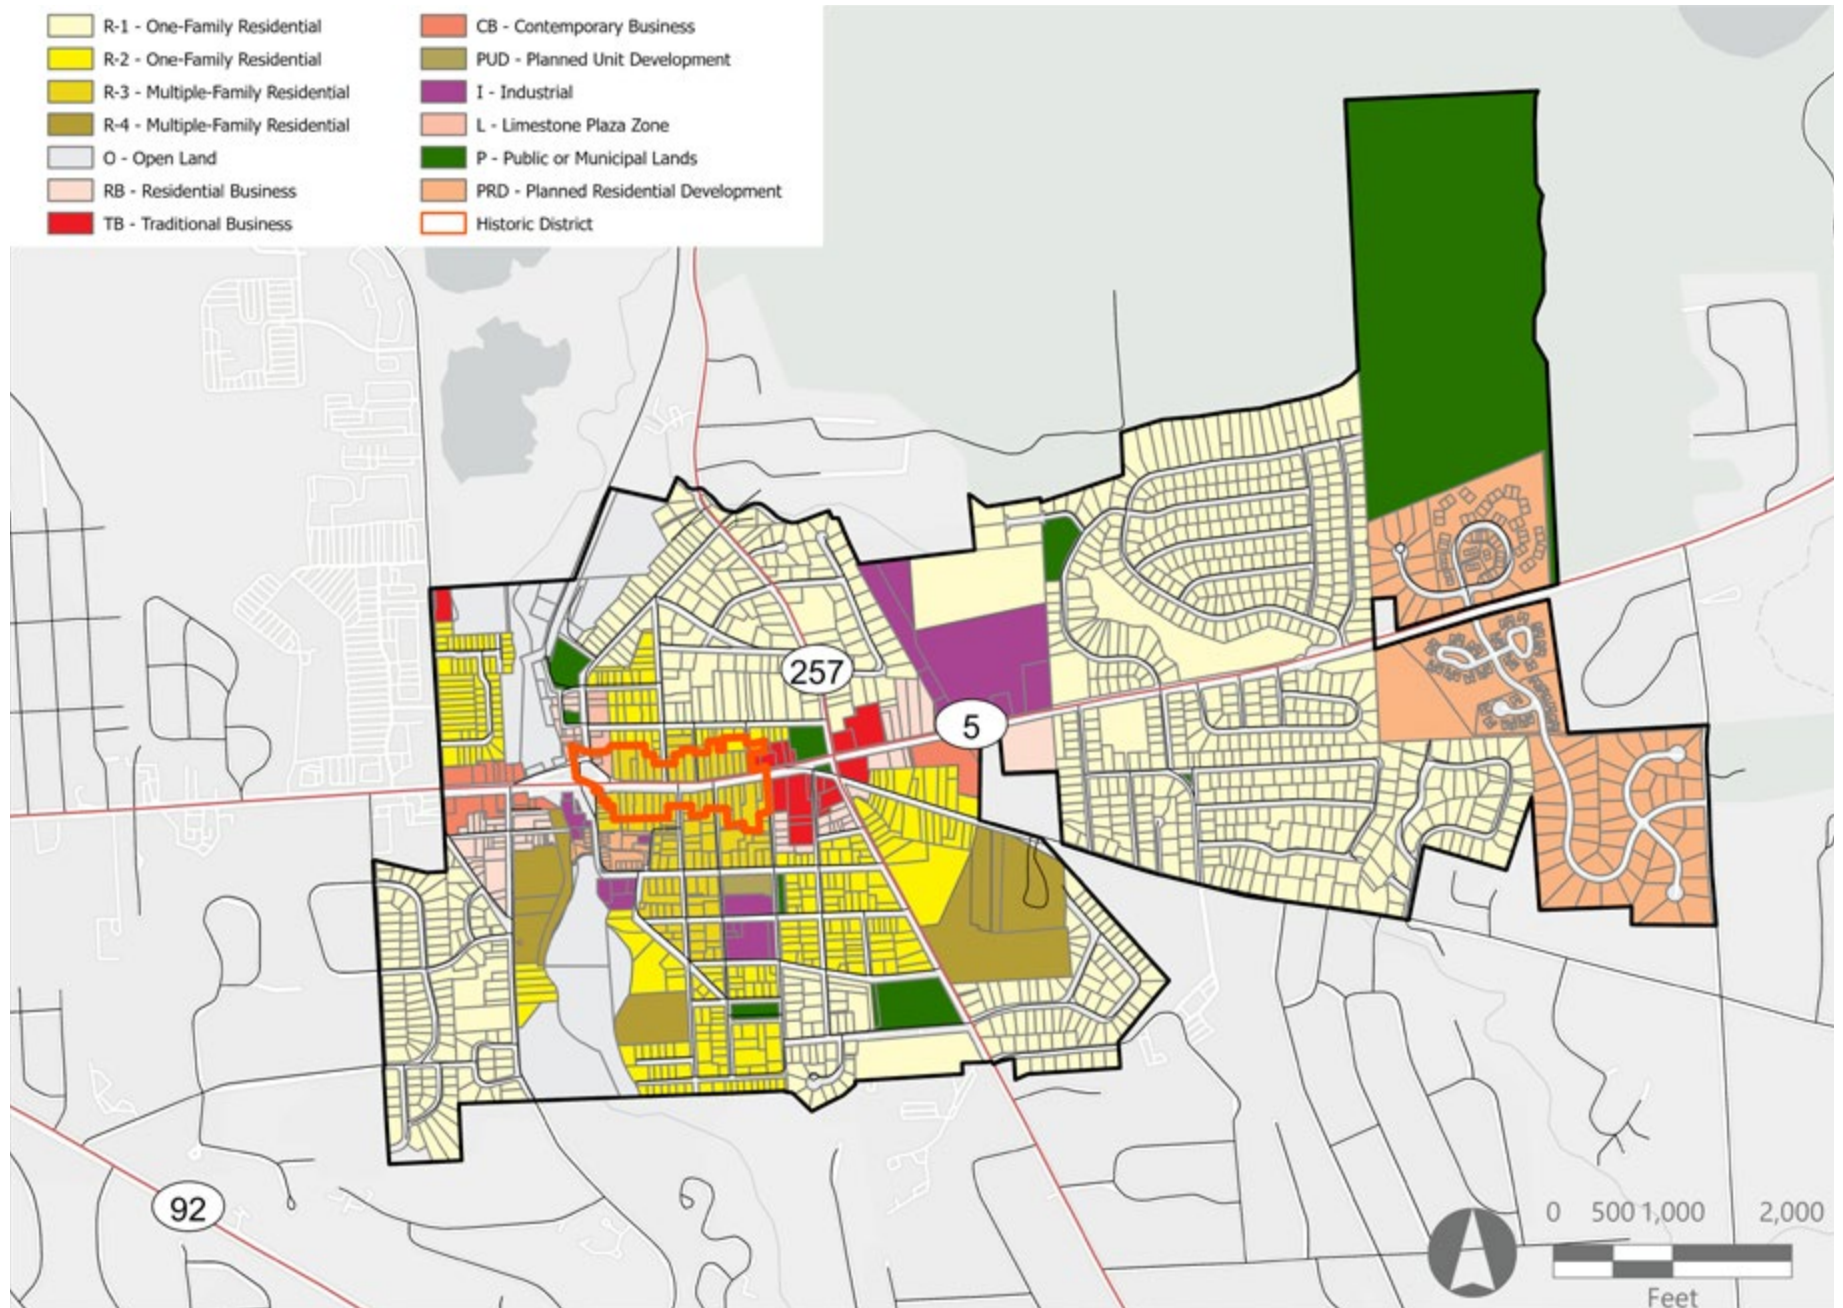 R-1 - One-Family Residential
R-2 - One-Family Residential
R-3 - Multiple-Family Residential
R-4 - Multiple-Family Residential
O - Open Land
RB - Residential Business
TB - Traditional Business
CB - Contemporary Business
PUD - Planned Unit Development
I - Industrial
L - Limestone Plaza Zone
P - Public or Municipal Lands
PRD - Planned Residential Development
Historic District
257
5
92
0 500 1,000 2,000
Feet